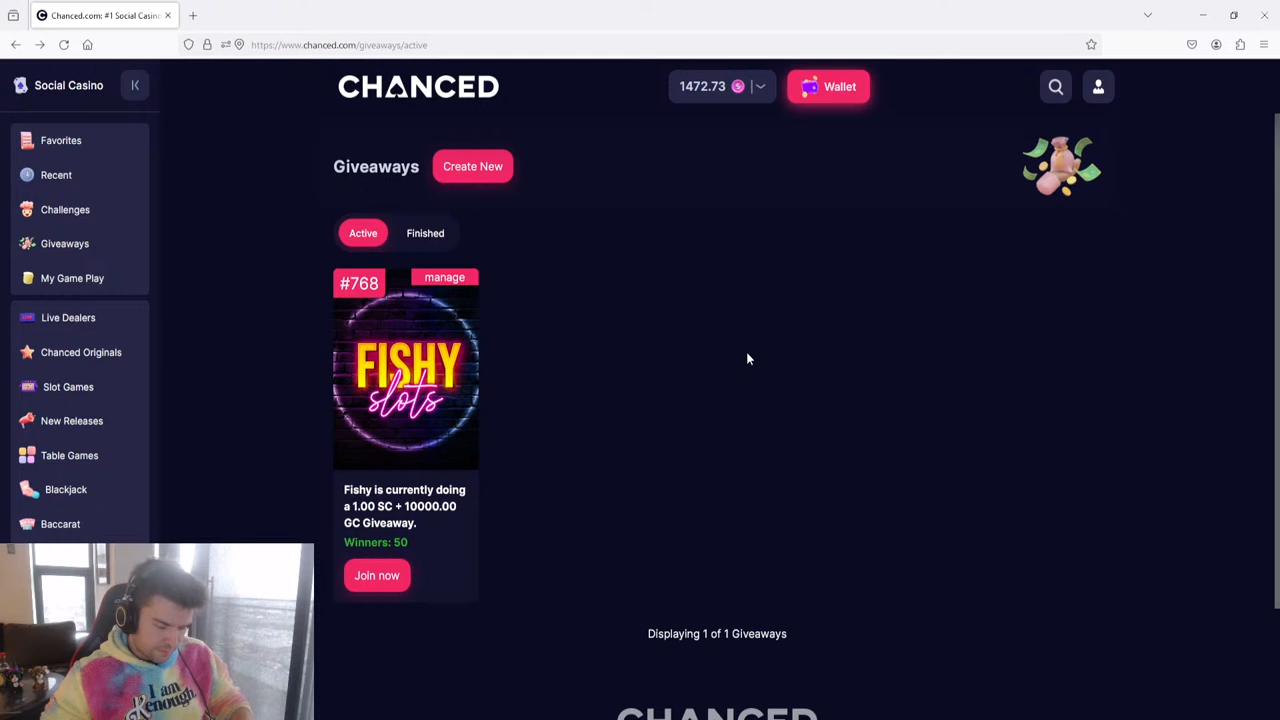 Chanced.com: #1 Social Casino
https://www.chanced.com/giveaways/active
Social Casino
CHANCED
1472.73
Wallet
Favorites
Recent
Challenges
Giveaways
My Game Play
Live Dealers
Chanced Originals
Slot Games
New Releases
Table Games
Blackjack
Baccarat
Giveaways
Create New
Active
Finished
#768
manage
FISHY
slots
Fishy is currently doing
a 1.00 SC + 10000.00
GC Giveaway.
Winners: 50
Join now
Displaying 1 of 1 Giveaways
CHANCED
I am
Kenough